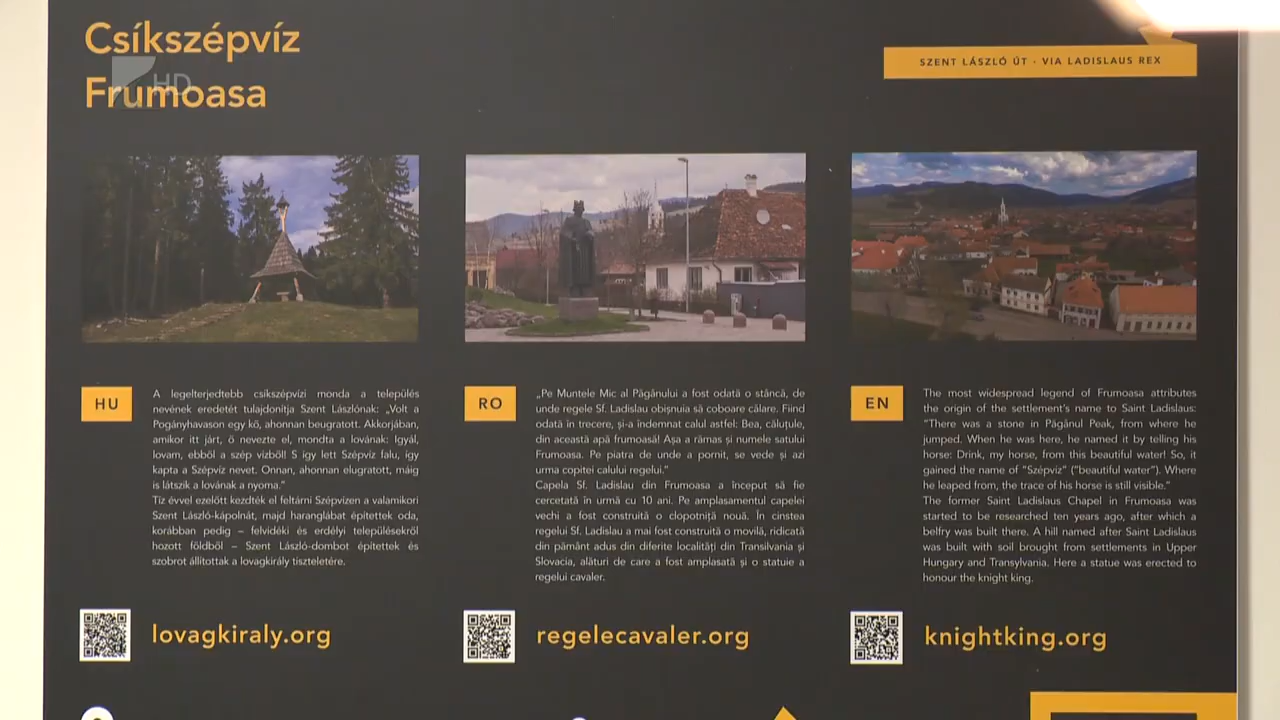 Csíkszépvíz
Frumoasa
HD
SZENT LÁSZLÓ ÚT · VIA LADISLAUS REX
HU
A legelterjedtebb csíkszépvízi monda a település
nevének eredetét tulajdonítja Szent Lászlónak: „Volt a
Pogányhavason egy kő, ahonnan beugratott. Akkorjában,
amikor itt járt, ő nevezte el, mondta a lovának: Igyál,
lovam, ebből a szép vízből! S így lett Szépvíz falu, így
kapta a Szépvíz nevet. Onnan, ahonnan elugratott, máig
is látszik a lovának a nyoma.”
Tíz évvel ezelőtt kezdték el feltárni Szépvízen a valamikori
Szent László-kápolnát, majd haranglábat építettek oda,
korábban pedig – felvidéki és erdélyi településekről
hozott földből – Szent László-dombot építettek és
szobrot állítottak a lovagkirály tiszteletére.
lovagkiraly.org
RO
„Pe Muntele Mic al Păgânului a fost odată o stâncă, de
unde regele Sf. Ladislau obișnuia să coboare călare. Fiind
odată în trecere, și-a îndemnat calul astfel: Bea, căluțule,
din această apă frumoasă! Așa a rămas și numele satului
Frumoasa. Pe piatra de unde a pornit, se vede și azi
urma copitei calului regelui.”
Capela Sf. Ladislau din Frumoasa a început să fie
cercetată în urmă cu 10 ani. Pe amplasamentul capelei
vechi a fost construită o clopotniță nouă. În cinstea
regelui Sf. Ladislau a mai fost construită o movilă, ridicată
din pământ adus din diferite localități din Transilvania și
Slovacia, alături de care a fost amplasată și o statuie a
regelui cavaler.
regelecavaler.org
EN
The most widespread legend of Frumoasa attributes
the origin of the settlement's name to Saint Ladislaus:
"There was a stone in Păgânul Peak, from where he
jumped. When he was here, he named it by telling his
horse: Drink, my horse, from this beautiful water! So, it
gained the name of "Szépvíz" ("beautiful water"). Where
he leaped from, the trace of his horse is still visible."
The former Saint Ladislaus Chapel in Frumoasa was
started to be researched ten years ago, after which a
belfry was built there. A hill named after Saint Ladislaus
was built with soil brought from settlements in Upper
Hungary and Transylvania. Here a statue was erected to
honour the knight king.
knightking.org